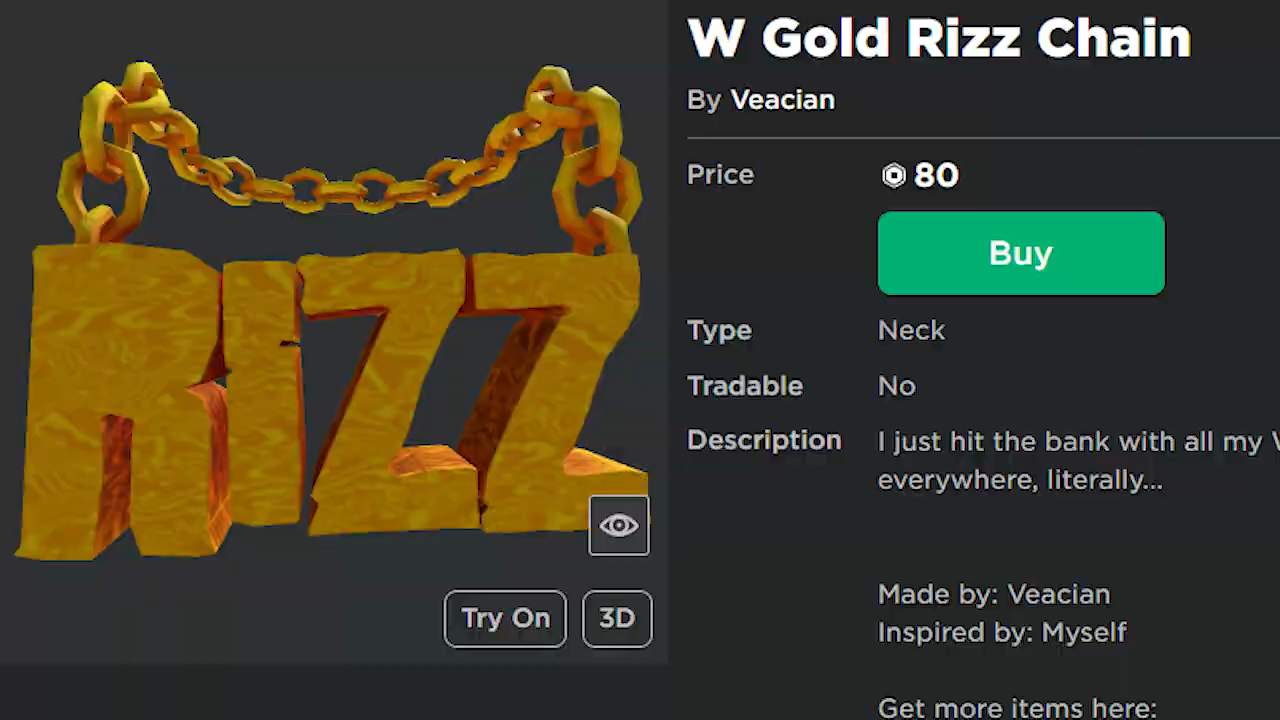 W Gold Rizz Chain
By Veacian
Price
80
Buy
Type
Neck
Tradable
No
Description
I just hit the bank with all my
everywhere, literally...
Made by: Veacian
Inspired by: Myself
Get more items here:
RIZZ
Try On
3D